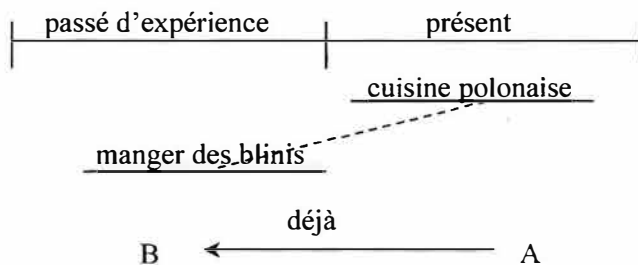 passé d'expérience présent
cuisine polonaise
manger des blinis
déjà
B A